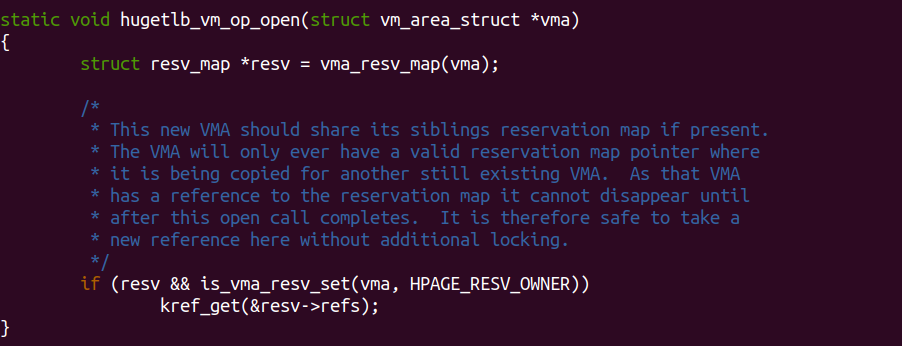 static void hugetlb_vm_op_open(struct vm_area_struct *vma)
{
        struct resv_map *resv = vma_resv_map(vma);

        /*
         * This new VMA should share its siblings reservation map if present.
         * The VMA will only ever have a valid reservation map pointer where
         * it is being copied for another still existing VMA.  As that VMA
         * has a reference to the reservation map it cannot disappear until
         * after this open call completes.  It is therefore safe to take a
         * new reference here without additional locking.
         */
        if (resv && is_vma_resv_set(vma, HPAGE_RESV_OWNER))
                kref_get(&resv->refs);
}